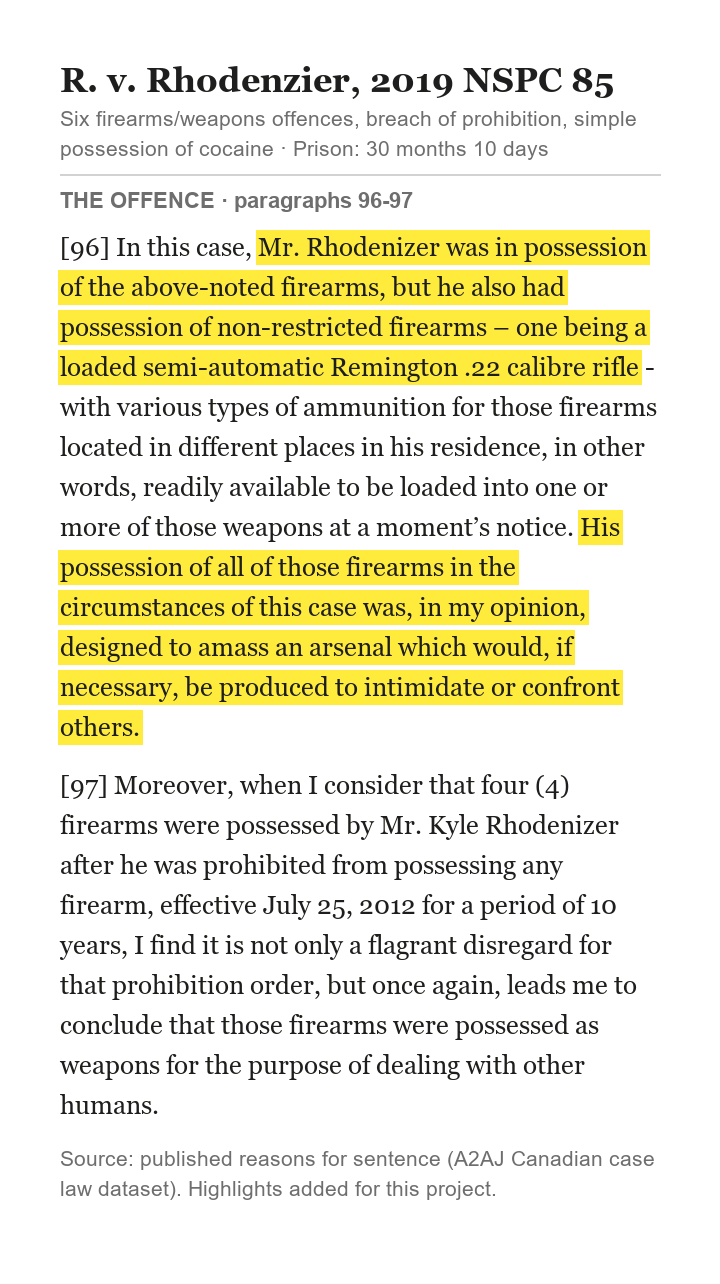 R. v. Rhodenzier, 2019 NSPC 85
Six firearms/weapons offences, breach of prohibition, simple
possession of cocaine · Prison: 30 months 10 days
THE OFFENCE · paragraphs 96-97
[96] In this case, Mr. Rhodenizer was in possession
of the above-noted firearms, but he also had
possession of non-restricted firearms – one being a
loaded semi-automatic Remington .22 calibre rifle -
with various types of ammunition for those firearms
located in different places in his residence, in other
words, readily available to be loaded into one or
more of those weapons at a moment’s notice. His
possession of all of those firearms in the
circumstances of this case was, in my opinion,
designed to amass an arsenal which would, if
necessary, be produced to intimidate or confront
others.
[97] Moreover, when I consider that four (4)
firearms were possessed by Mr. Kyle Rhodenizer
after he was prohibited from possessing any
firearm, effective July 25, 2012 for a period of 10
years, I find it is not only a flagrant disregard for
that prohibition order, but once again, leads me to
conclude that those firearms were possessed as
weapons for the purpose of dealing with other
humans.
Source: published reasons for sentence (A2AJ Canadian case
law dataset). Highlights added for this project.